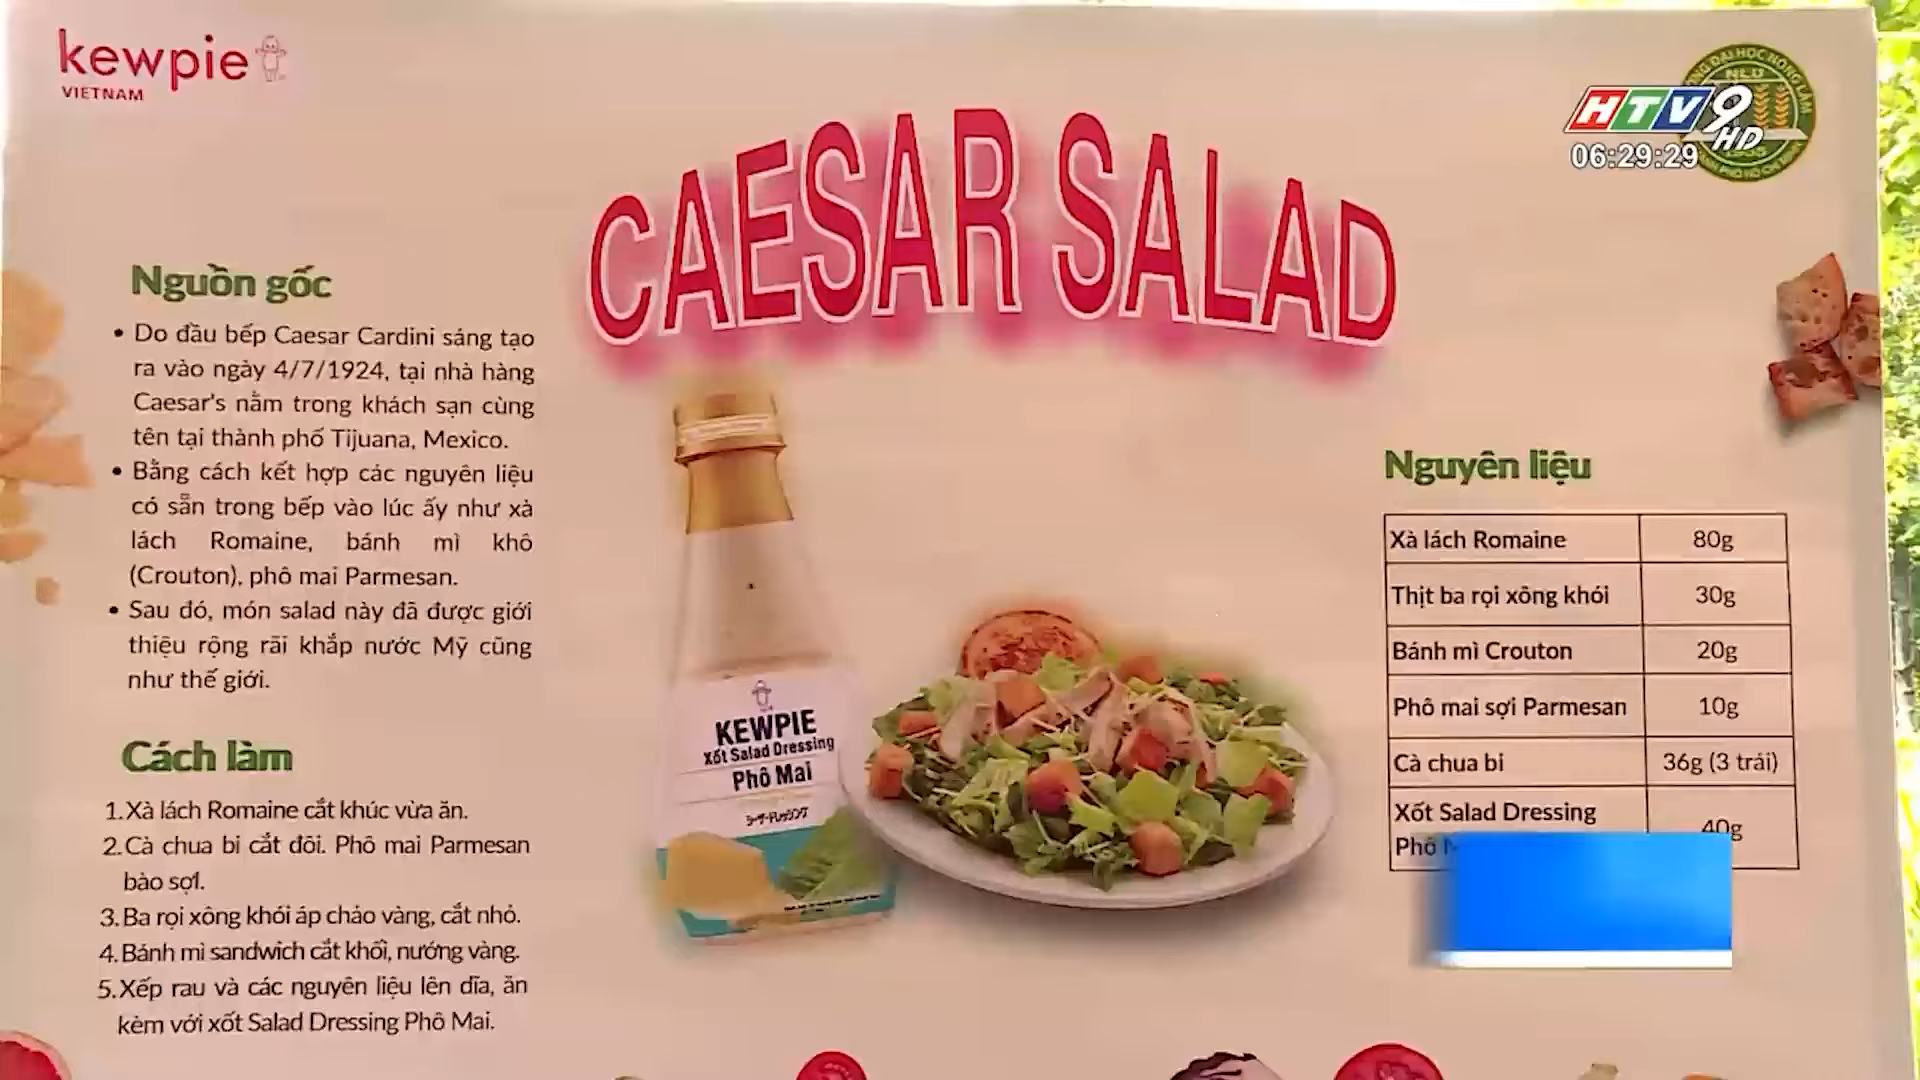 kewpie
VIETNAM
HTV9
HD
06:29:29
NLU
CAESAR SALAD
Nguồn gốc
• Do đầu bếp Caesar Cardini sáng tạo
ra vào ngày 4/7/1924, tại nhà hàng
Caesar's nằm trong khách sạn cùng
tên tại thành phố Tijuana, Mexico.
• Bằng cách kết hợp các nguyên liệu
có sẵn trong bếp vào lúc ấy như xà
lách Romaine, bánh mì khô
(Crouton), phô mai Parmesan.
• Sau đó, món salad này đã được giới
thiệu rộng rãi khắp nước Mỹ cũng
như thế giới.
Cách làm
1. Xà lách Romaine cắt khúc vừa ăn.
2. Cà chua bi cắt đôi. Phô mai Parmesan
bào sợi.
3. Ba rọi xông khói áp chảo vàng, cắt nhỏ.
4. Bánh mì sandwich cắt khối, nướng vàng.
5. Xếp rau và các nguyên liệu lên dĩa, ăn
kèm với xốt Salad Dressing Phô Mai.
KEWPIE
Xốt Salad Dressing
Phô Mai
シーザードレッシング
Nguyên liệu
Xà lách Romaine 80g
Thịt ba rọi xông khói 30g
Bánh mì Crouton 20g
Phô mai sợi Parmesan 10g
Cà chua bi 36g (3 trái)
Xốt Salad Dressing
Phô 40g